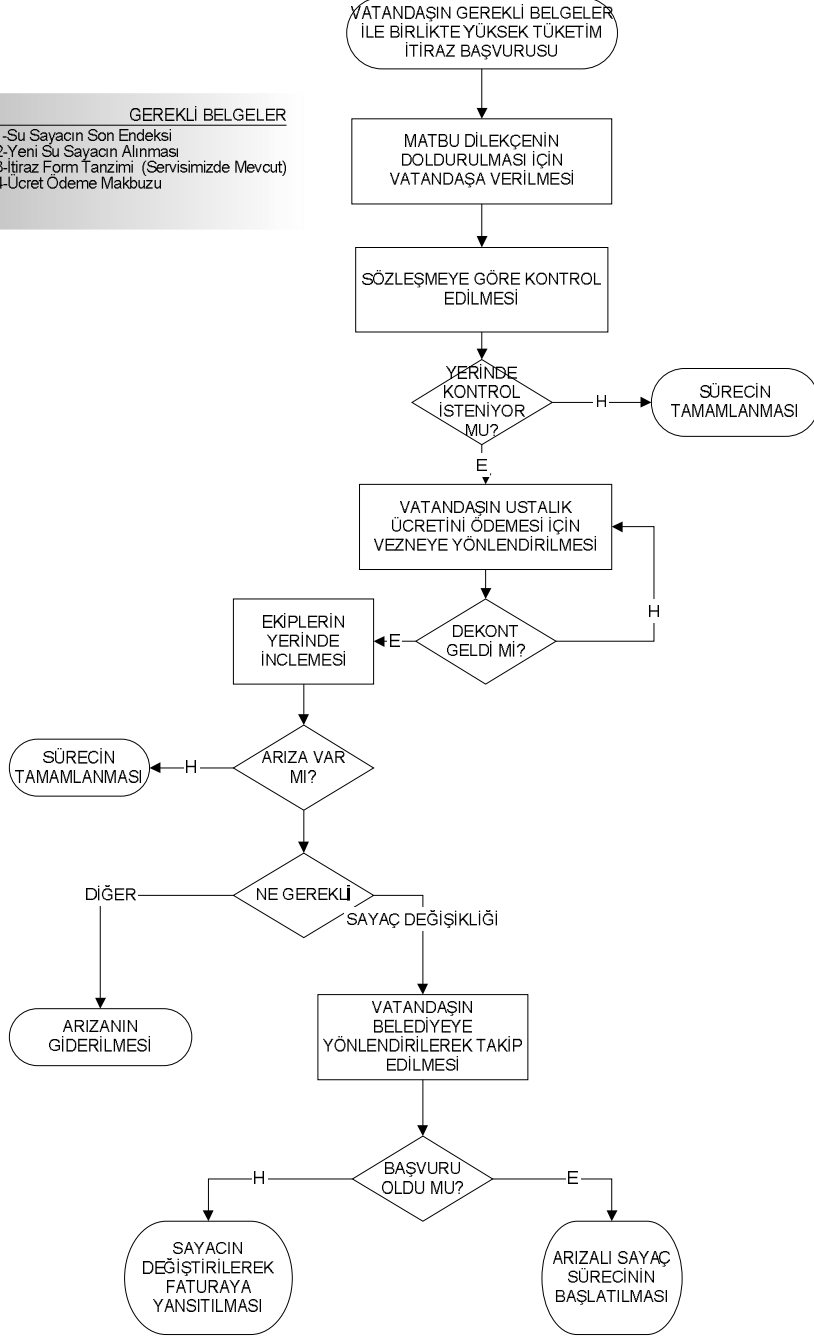 VATANDAŞIN GEREKLİ BELGELER
İLE BİRLİKTE YÜKSEK TÜKETİM
İTİRAZ BAŞVURUSU
GEREKLİ BELGELER
-Su Sayacın Son Endeksi
2-Yeni Su Sayacın Alınması
3-İtiraz Form Tanzimi (Servisimizde Mevcut)
4-Ücret Ödeme Makbuzu
MATBU DİLEKÇENİN
DOLDURULMASI İÇİN
VATANDAŞA VERİLMESİ
SÖZLEŞMEYE GÖRE KONTROL
EDİLMESİ
YERİNDE
KONTROL
İSTENİYOR
MU?
H
SÜRECİN
TAMAMLANMASI
E
VATANDAŞIN USTALIK
ÜCRETİNİ ÖDEMESİ İÇİN
VEZNEYE YÖNLENDİRİLMESİ
H
DEKONT
GELDİ Mİ?
E
EKİPLERİN
YERİNDE
İNCLEMESİ
ARIZA VAR
MI?
H
SÜRECİN
TAMAMLANMASI
NE GEREKLİ
DİĞER
SAYAÇ DEĞİŞİKLİĞİ
ARIZANIN
GİDERİLMESİ
VATANDAŞIN
BELEDİYEYE
YÖNLENDİRİLEREK TAKİP
EDİLMESİ
BAŞVURU
OLDU MU?
H
E
SAYACIN
DEĞİŞTİRİLEREK
FATURAYA
YANSITILMASI
ARIZALI SAYAÇ
SÜRECİNİN
BAŞLATILMASI